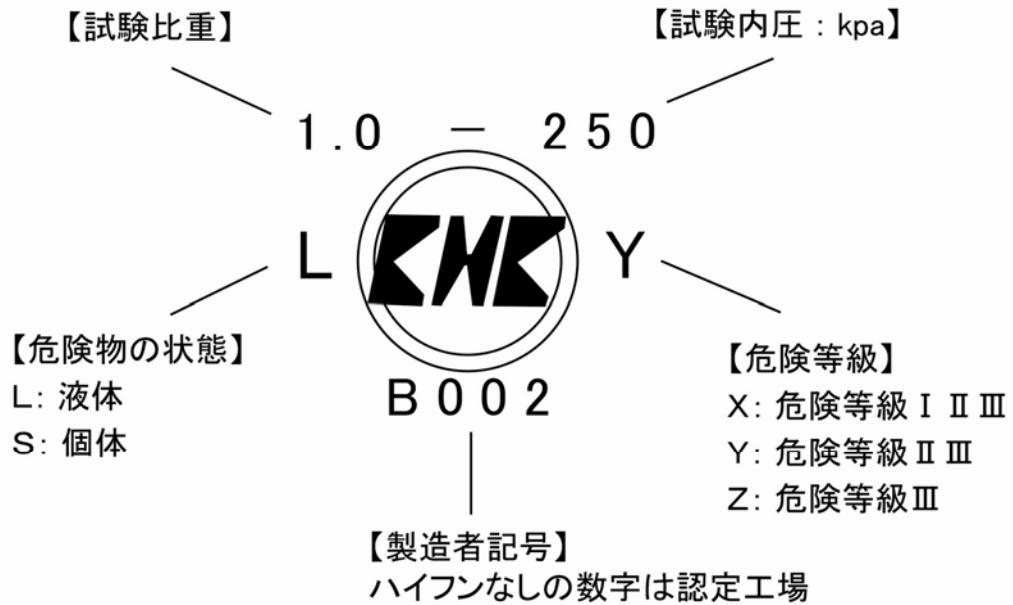 【試験比重】
【試験内圧：kpa】
1.0 － 250
L KHK Y
【危険物の状態】
L: 液体
S: 個体
B002
【危険等級】
X: 危険等級ⅠⅡⅢ
Y: 危険等級ⅡⅢ
Z: 危険等級Ⅲ
【製造者記号】
ハイフンなしの数字は認定工場